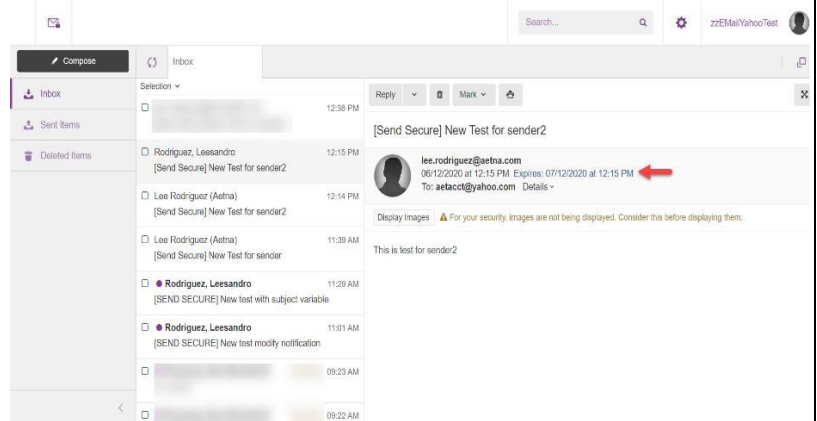 Search...
zzEMailYahooTest
Compose
Inbox
Sent Items
Deleted Items
Inbox
Selection
12:38 PM
Rodriguez, Leesandro 12:15 PM
[Send Secure] New Test for sender2
Lee Rodriguez (Aetna) 12:14 PM
[Send Secure] New Test for sender2
Lee Rodriguez (Aetna) 11:39 AM
[Send Secure] New Test for sender
Rodriguez, Leesandro 11:29 AM
[SEND SECURE] New test with subject variable
Rodriguez, Leesandro 11:01 AM
[SEND SECURE] New test modify notification
09:23 AM
09:22 AM
Reply
Mark
[Send Secure] New Test for sender2
lee.rodriguez@aetna.com
06/12/2020 at 12:15 PM Expires: 07/12/2020 at 12:15 PM
To: aetacct@yahoo.com Details
Display Images For your security, images are not being displayed. Consider this before displaying them.
This is test for sender2